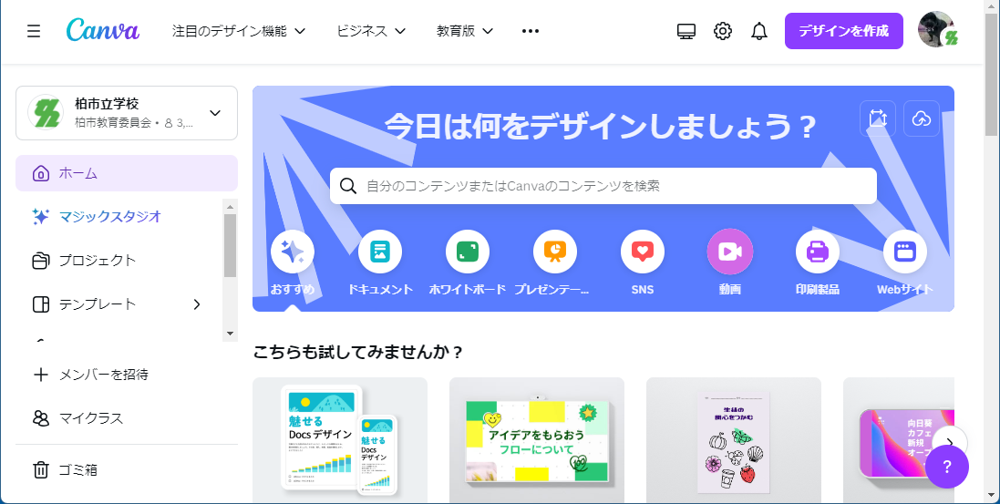 Canva
注目のデザイン機能
ビジネス
教育版
デザインを作成
柏市立学校
柏市教育委員会・ 3,...
ホーム
マジックスタジオ
プロジェクト
テンプレート
メンバーを招待
マイクラス
ゴミ箱
今日は何をデザインしましょう？
自分のコンテンツまたはCanvaのコンテンツを検索
おすすめ
ドキュメント
ホワイトボード
プレゼンテー...
SNS
動画
印刷製品
Webサイト
こちらも試してみませんか？
魅せる
Docs デザイン
魅せる
Docs
デザイン
アイデアをもらおう
フローについて
生徒の
関心をつかむ
向日葵
カフェ
新規
オープ
?